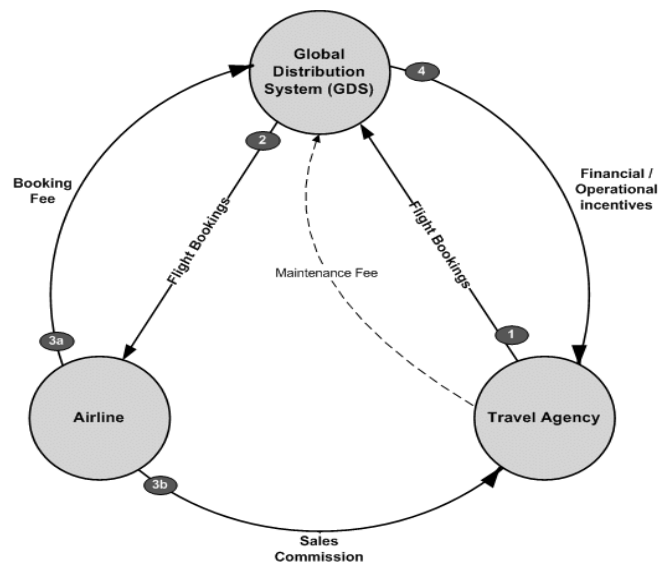 Global
Distribution
System (GDS)
4
2
Booking
Fee
Flight Bookings
Flight Bookings
Financial /
Operational
incentives
Maintenance Fee
3a
1
Airline
Travel Agency
3b
Sales
Commission